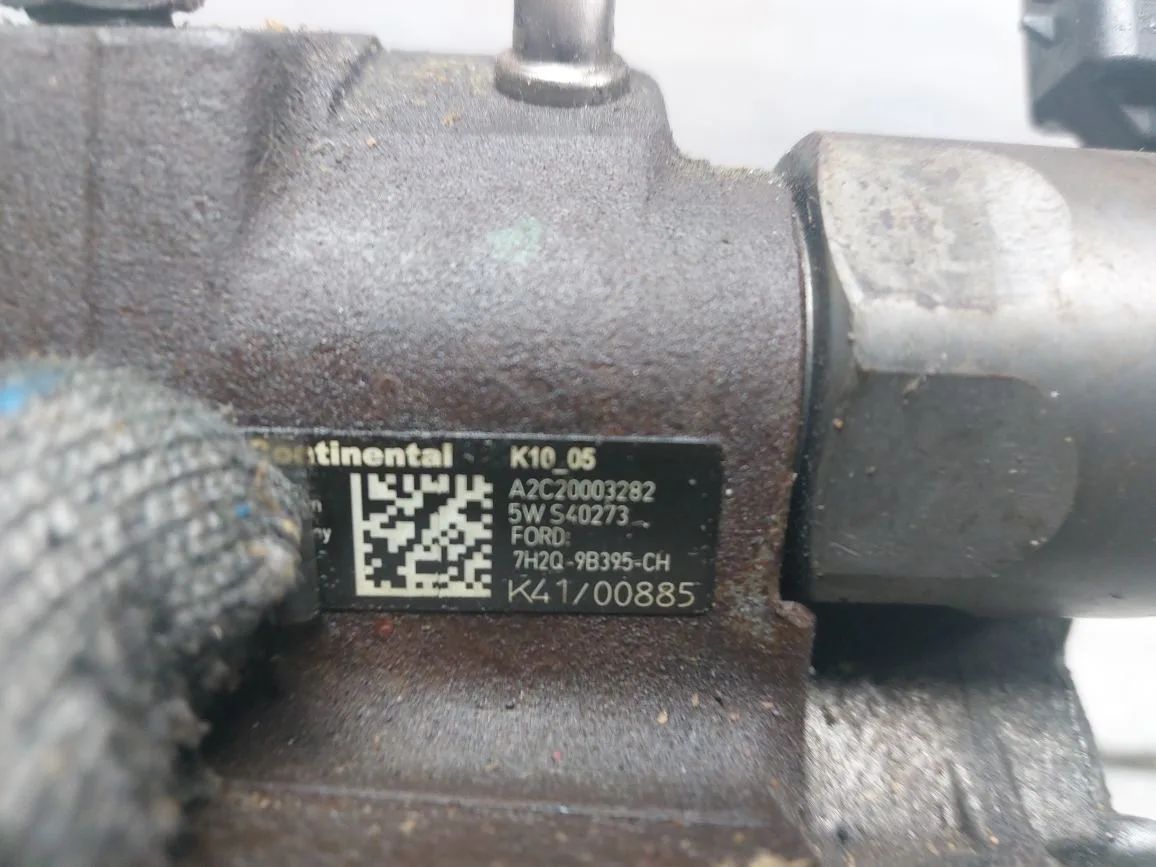 Continental
K10_05
A2C20003282
5WS40273
FORD:
7H2Q-9B395-CH
K41/00885